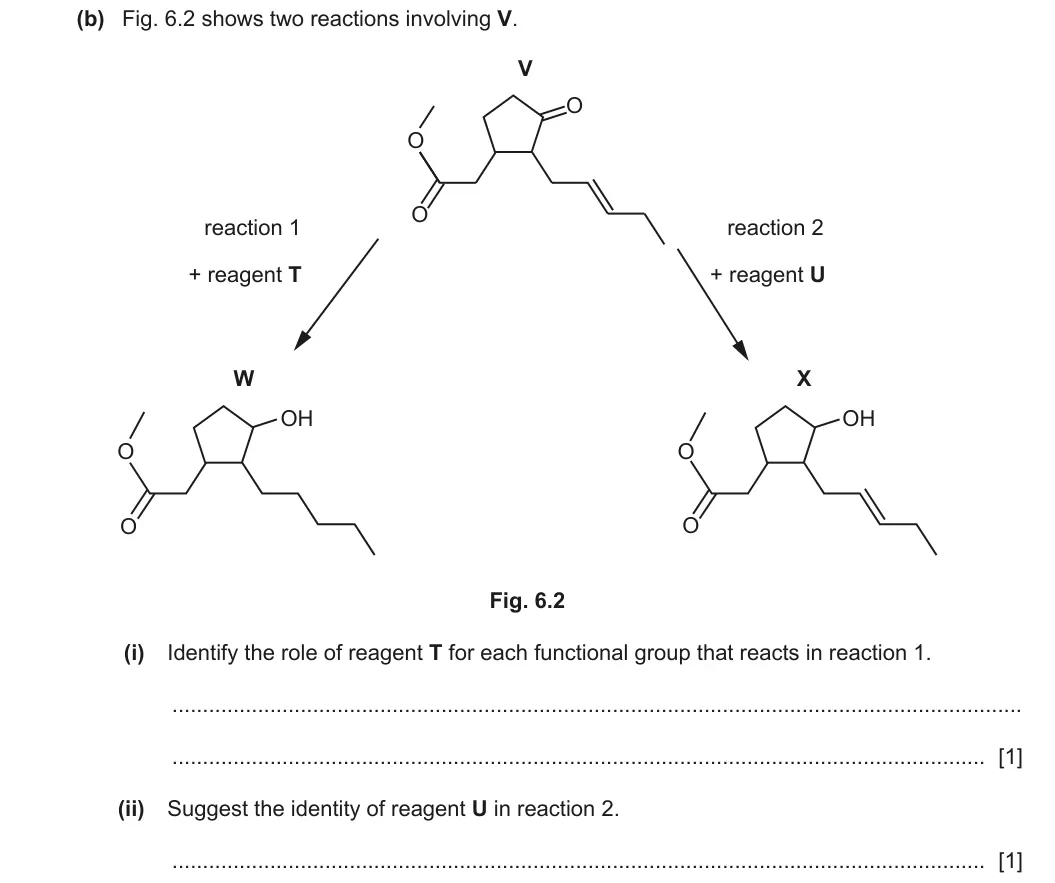 (b) Fig. 6.2 shows two reactions involving V.
V
O
O
O
reaction 1
reaction 2
+ reagent T
+ reagent U
W
X
OH
OH
O
O
O
O
Fig. 6.2
(i) Identify the role of reagent T for each functional group that reacts in reaction 1.
..........................................................................................
.......................................................................................... [1]
(ii) Suggest the identity of reagent U in reaction 2.
.......................................................................................... [1]